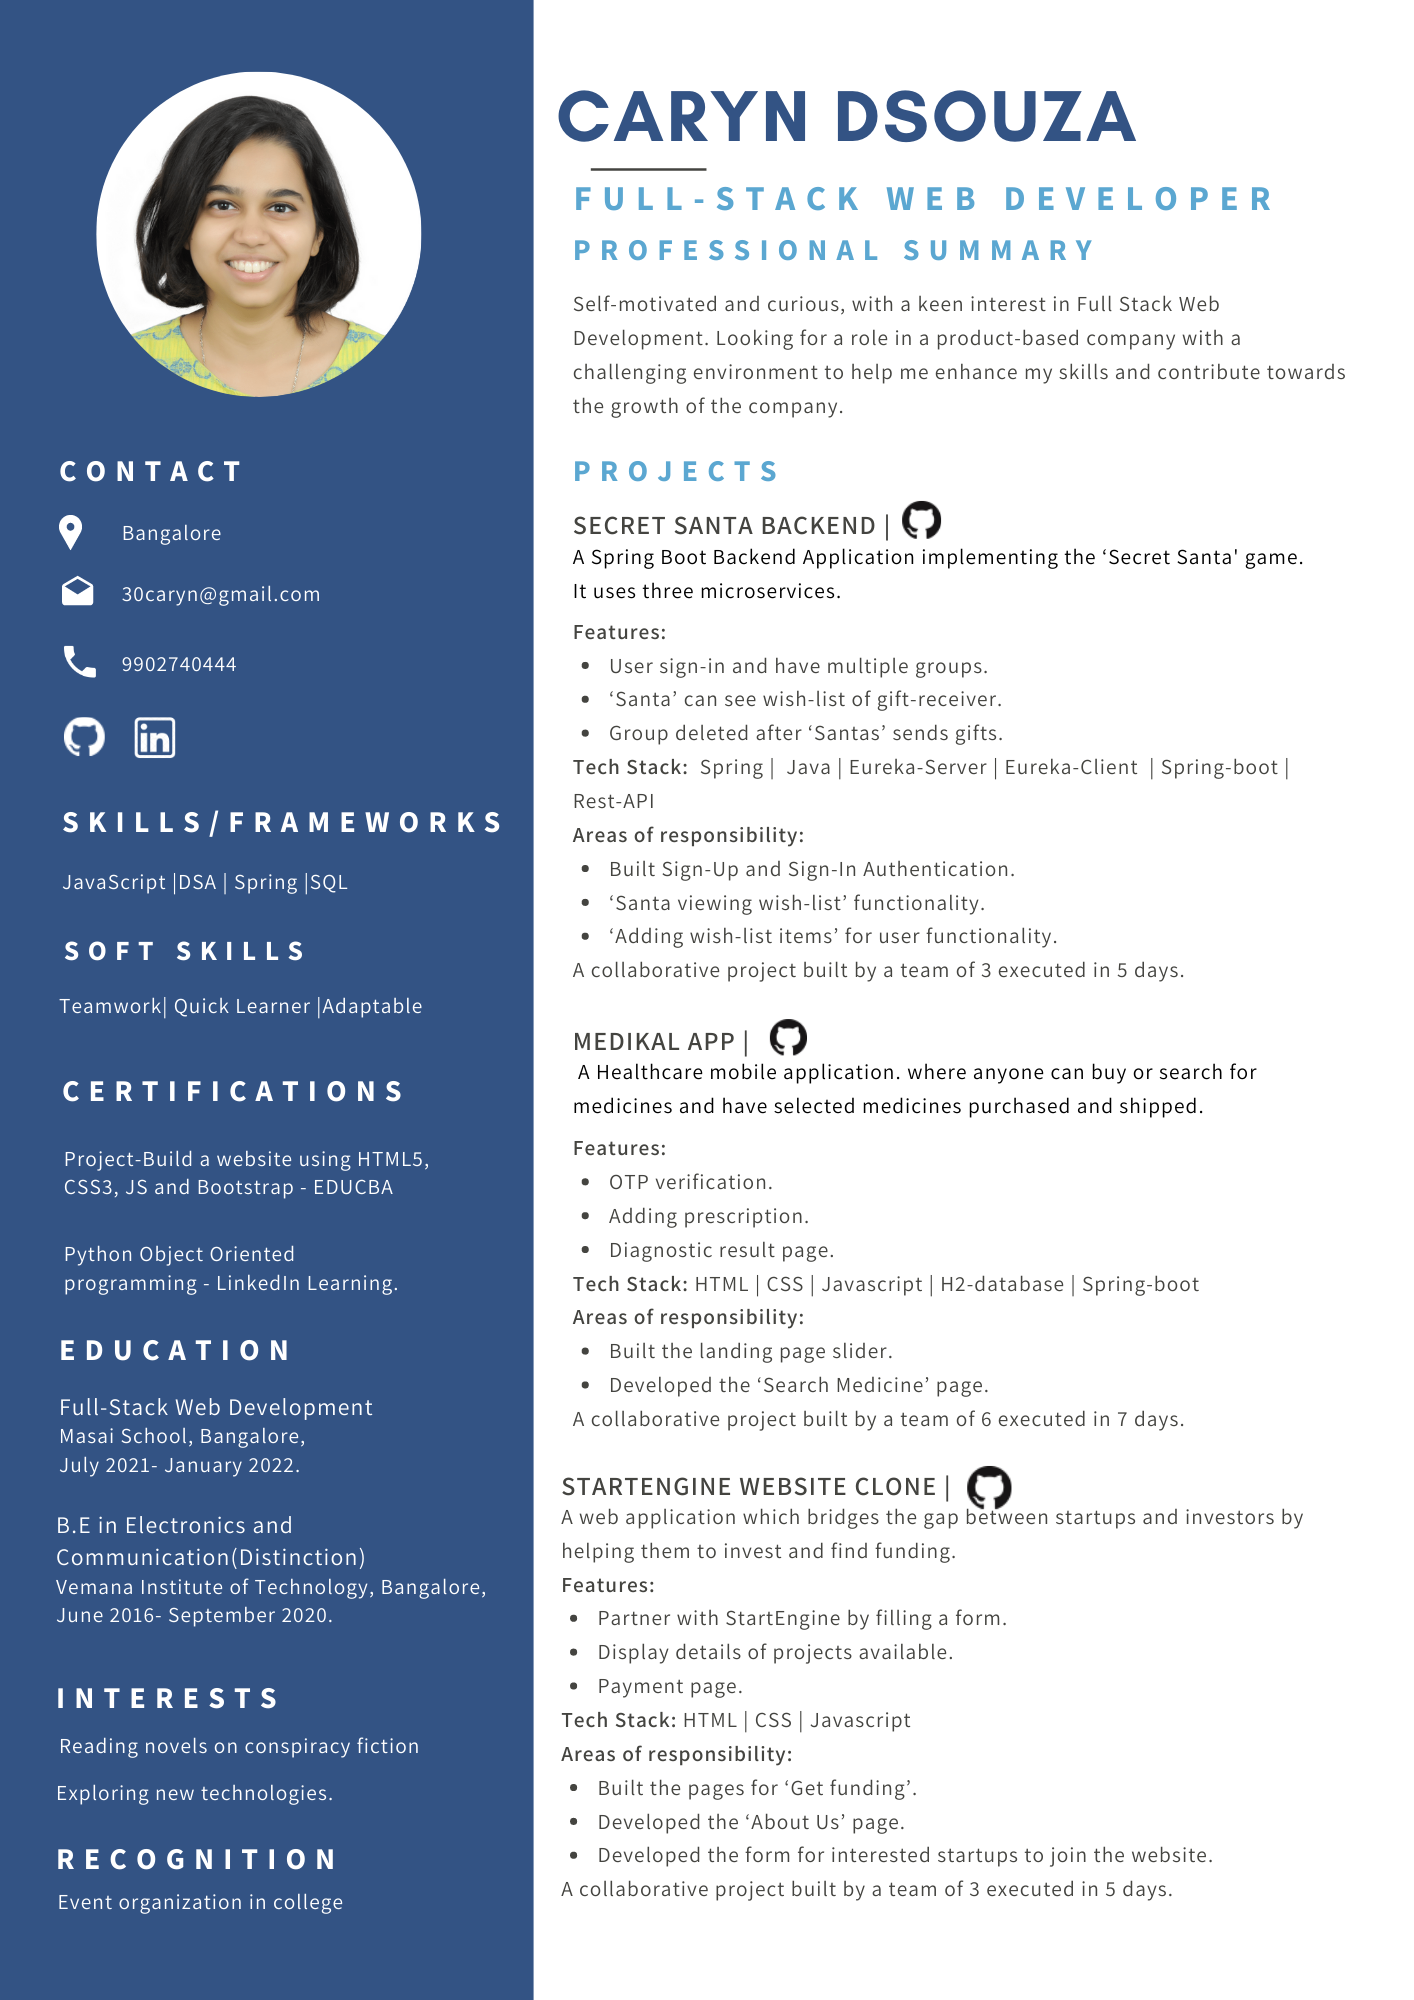 CARYN DSOUZA
FULL-STACK WEB DEVELOPER
PROFESSIONAL SUMMARY
Self-motivated and curious, with a keen interest in Full Stack Web
Development. Looking for a role in a product-based company with a
challenging environment to help me enhance my skills and contribute towards
the growth of the company.
CONTACT
Bangalore
30caryn@gmail.com
9902740444
in
SKILLS/FRAMEWORKS
JavaScript |DSA | Spring |SQL
SOFT SKILLS
Teamwork| Quick Learner |Adaptable
CERTIFICATIONS
Project-Build a website using HTML5,
CSS3, JS and Bootstrap - EDUCBA
Python Object Oriented
programming - LinkedIn Learning.
EDUCATION
Full-Stack Web Development
Masai School, Bangalore,
July 2021- January 2022.
B.E in Electronics and
Communication(Distinction)
Vemana Institute of Technology, Bangalore,
June 2016- September 2020.
INTERESTS
Reading novels on conspiracy fiction
Exploring new technologies.
RECOGNITION
Event organization in college
PROJECTS
SECRET SANTA BACKEND |
A Spring Boot Backend Application implementing the ‘Secret Santa' game.
It uses three microservices.
Features:
• User sign-in and have multiple groups.
• ‘Santa’ can see wish-list of gift-receiver.
• Group deleted after ‘Santas’ sends gifts.
Tech Stack: Spring | Java | Eureka-Server | Eureka-Client | Spring-boot |
Rest-API
Areas of responsibility:
• Built Sign-Up and Sign-In Authentication.
• ‘Santa viewing wish-list’ functionality.
• ‘Adding wish-list items’ for user functionality.
A collaborative project built by a team of 3 executed in 5 days.
MEDIKAL APP |
A Healthcare mobile application. where anyone can buy or search for
medicines and have selected medicines purchased and shipped.
Features:
• OTP verification.
• Adding prescription.
• Diagnostic result page.
Tech Stack: HTML | CSS | Javascript | H2-database | Spring-boot
Areas of responsibility:
• Built the landing page slider.
• Developed the ‘Search Medicine’ page.
A collaborative project built by a team of 6 executed in 7 days.
STARTENGINE WEBSITE CLONE |
A web application which bridges the gap between startups and investors by
helping them to invest and find funding.
Features:
• Partner with StartEngine by filling a form.
• Display details of projects available.
• Payment page.
Tech Stack: HTML | CSS | Javascript
Areas of responsibility:
• Built the pages for ‘Get funding’.
• Developed the ‘About Us’ page.
• Developed the form for interested startups to join the website.
A collaborative project built by a team of 3 executed in 5 days.